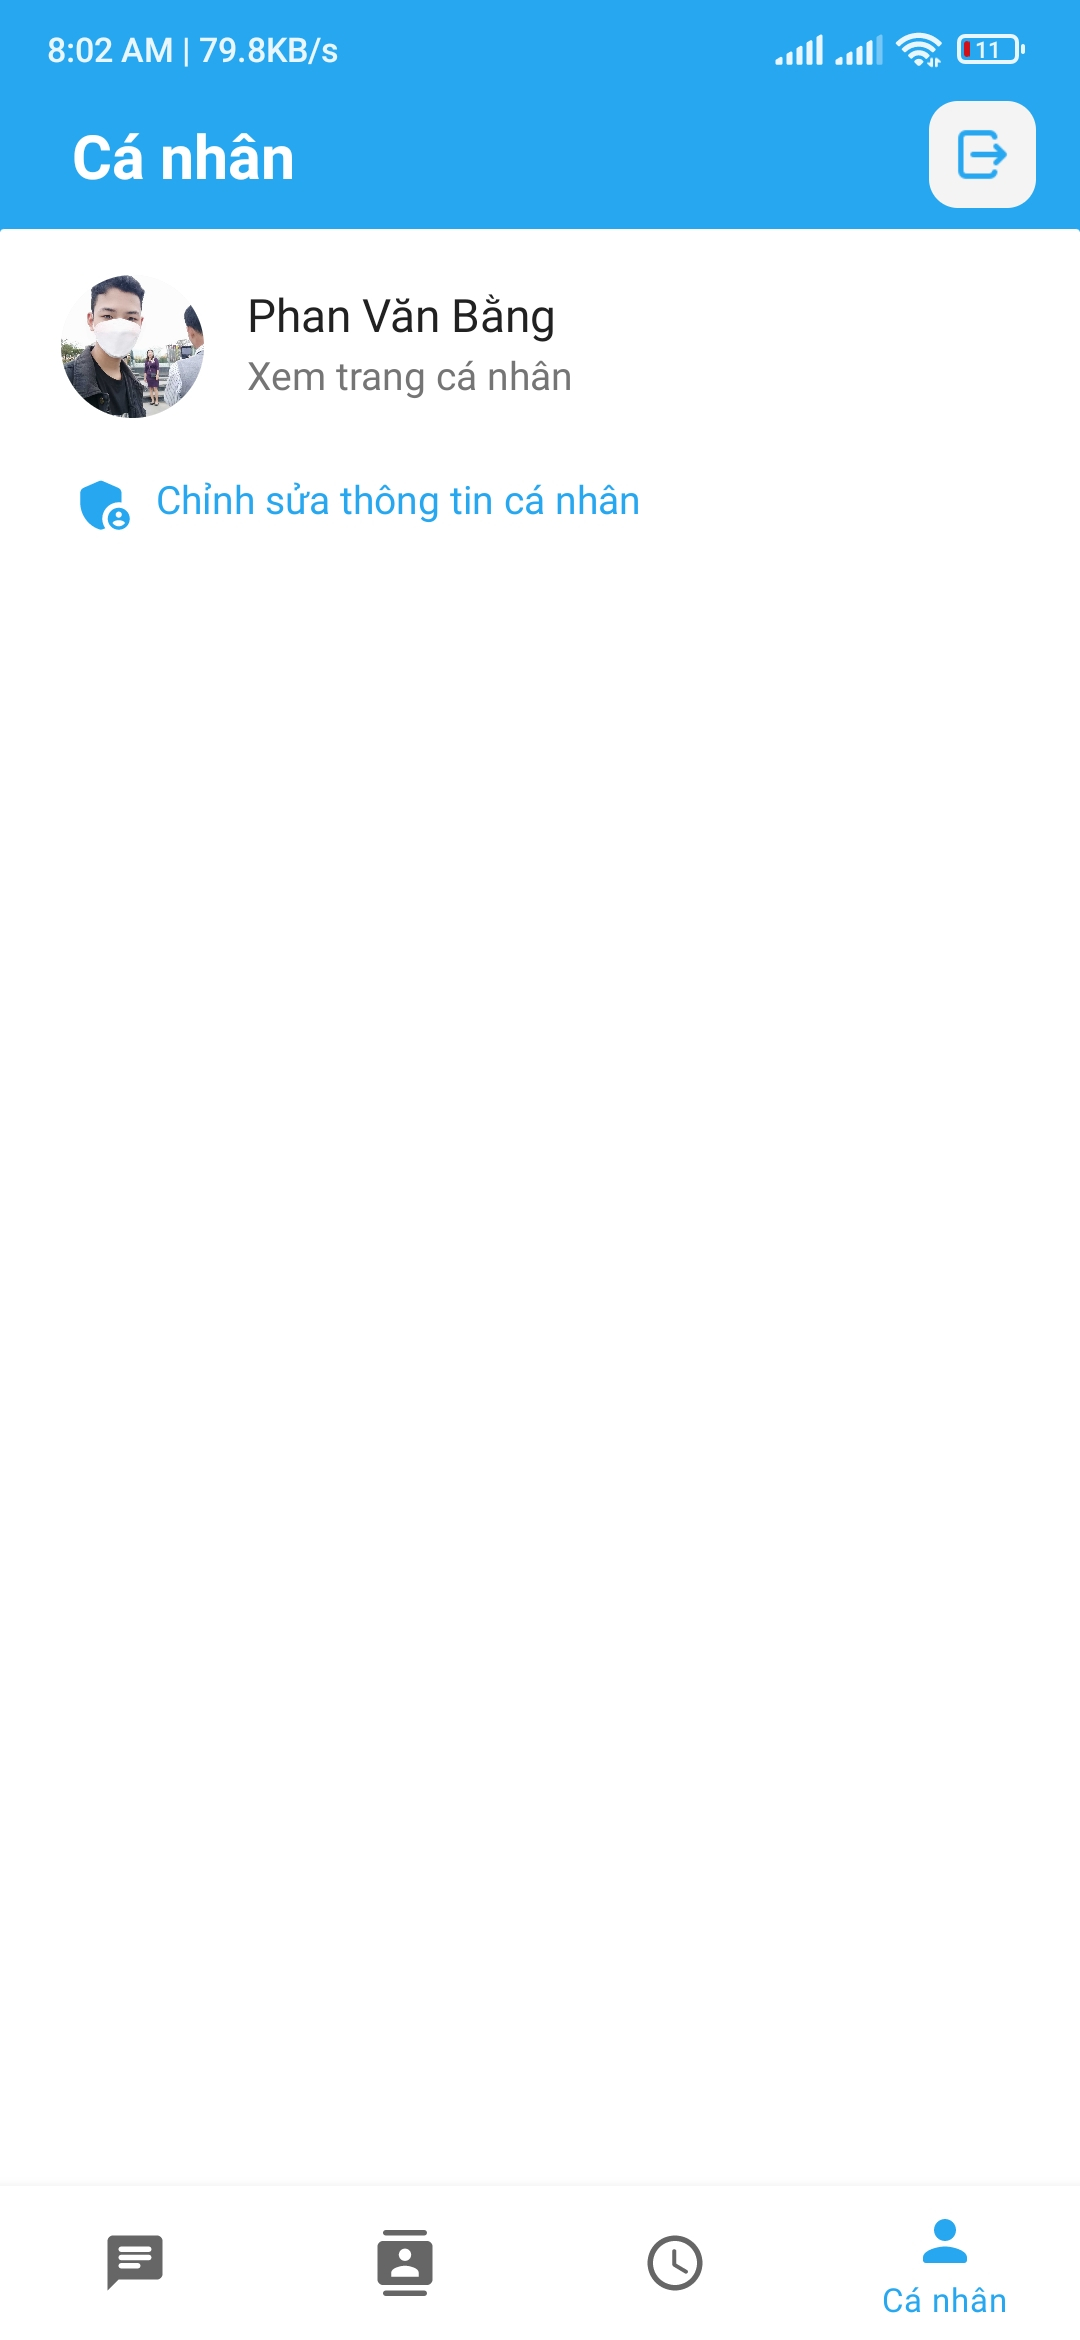 8:02 AM | 79.8KB/s 11
Cá nhân
Phan Văn Bằng
Xem trang cá nhân
Chỉnh sửa thông tin cá nhân
Cá nhân